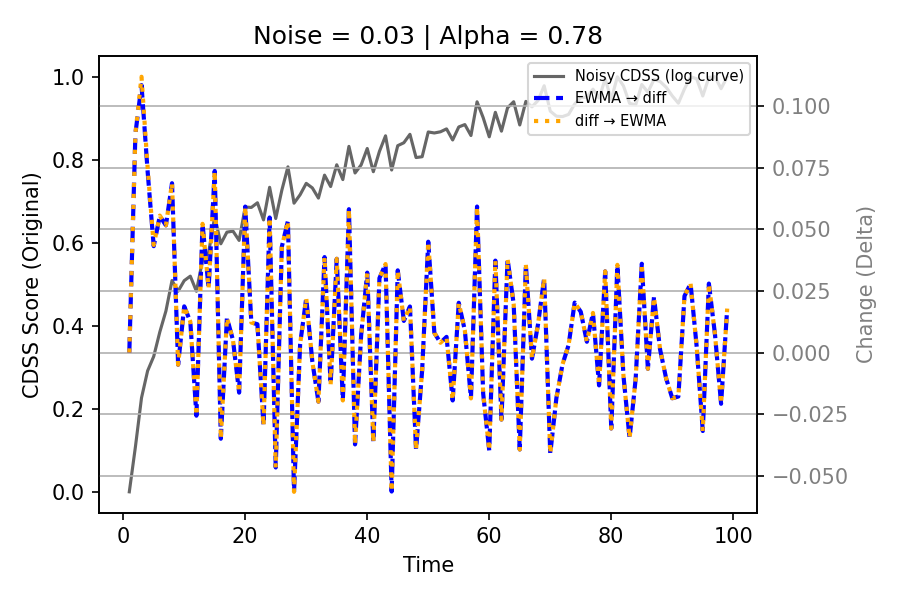 Noise = 0.03 | Alpha = 0.78
Noisy CDSS (log curve)
EWMA → diff
diff → EWMA
CDSS Score (Original)
1.0
0.8
0.6
0.4
0.2
0.0
0.100
0.075
0.050
0.025
0.000
−0.025
−0.050
Change (Delta)
0 20 40 60 80 100
Time